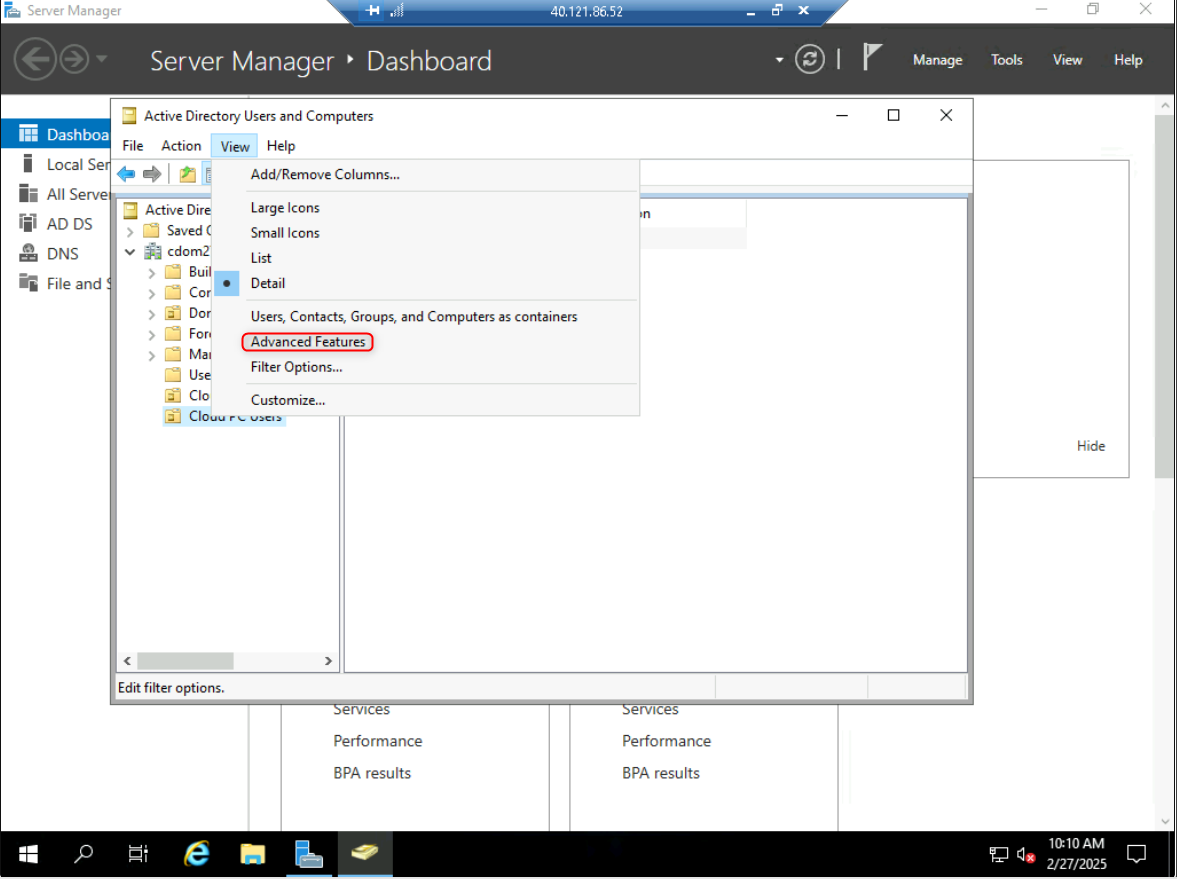 Server Manager
40.121.86.52
Server Manager ‣ Dashboard
Manage Tools View Help
Active Directory Users and Computers
File Action View Help
Dashboa
Local Ser
All Server
AD DS
DNS
File and S
Active Dire
Saved Q
cdom2
Buil
Con
Dor
Fore
Mar
Use
Clo
Cloud PC Users
Add/Remove Columns...
Large Icons
Small Icons
List
Detail
Users, Contacts, Groups, and Computers as containers
Advanced Features
Filter Options...
Customize...
on
Hide
Edit filter options.
Services
Performance
BPA results
Services
Performance
BPA results
10:10 AM
2/27/2025